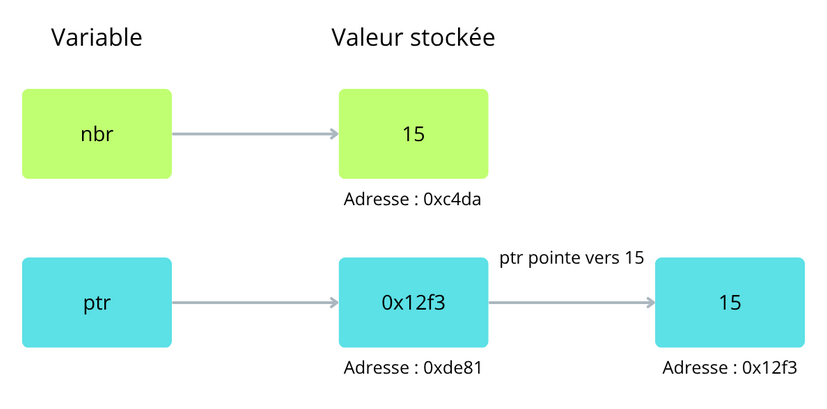 Variable
Valeur stockée
nbr
15
Adresse : 0xc4da
ptr
0x12f3
ptr pointe vers 15
15
Adresse : 0xde81
Adresse : 0x12f3